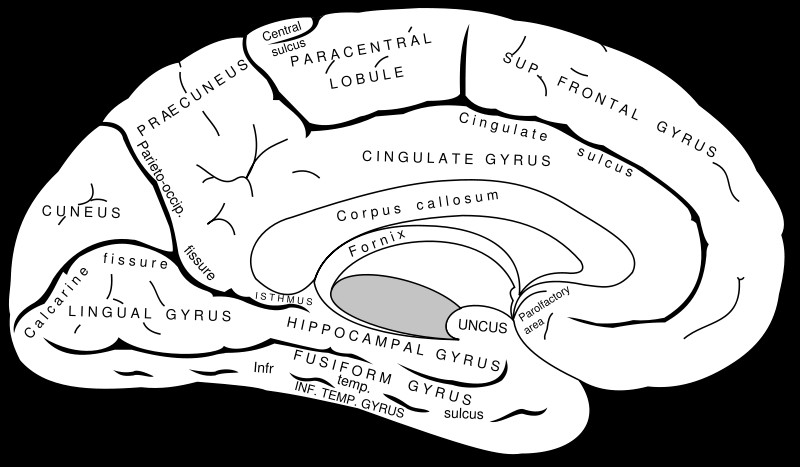 Central
sulcus
PARACENTRAL
LOBULE
SUP. FRONTAL GYRUS
PRAECUNEUS
Cingulate sulcus
Parieto-occip.
fissure
CINGULATE GYRUS
CUNEUS
Corpus callosum
Fornix
Calcarine fissure
ISTHMUS
Parolfactory
area
LINGUAL GYRUS
UNCUS
HIPPOCAMPAL GYRUS
FUSIFORM GYRUS
Infr temp. sulcus
INF. TEMP. GYRUS